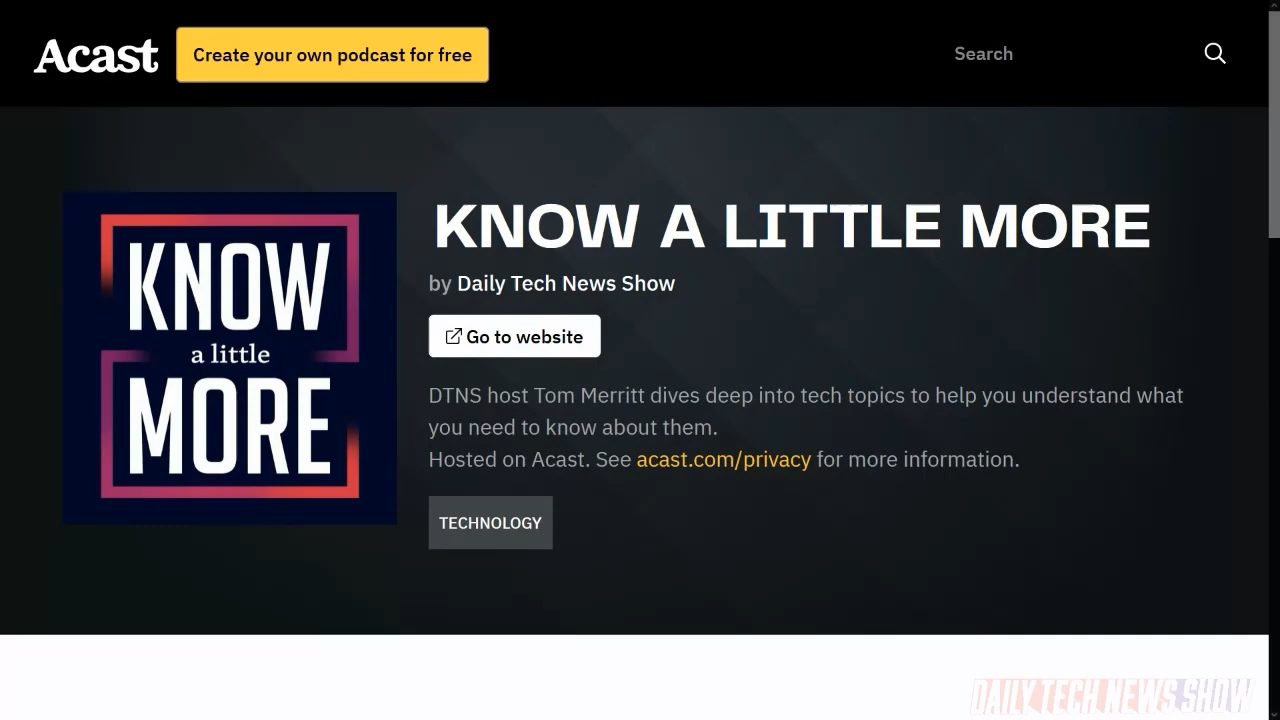 Acast
Create your own podcast for free
Search
KNOW
a little
MORE
KNOW A LITTLE MORE
by Daily Tech News Show
Go to website
DTNS host Tom Merritt dives deep into tech topics to help you understand what
you need to know about them.
Hosted on Acast. See acast.com/privacy for more information.
TECHNOLOGY
DAILY TECH NEWS SHOW